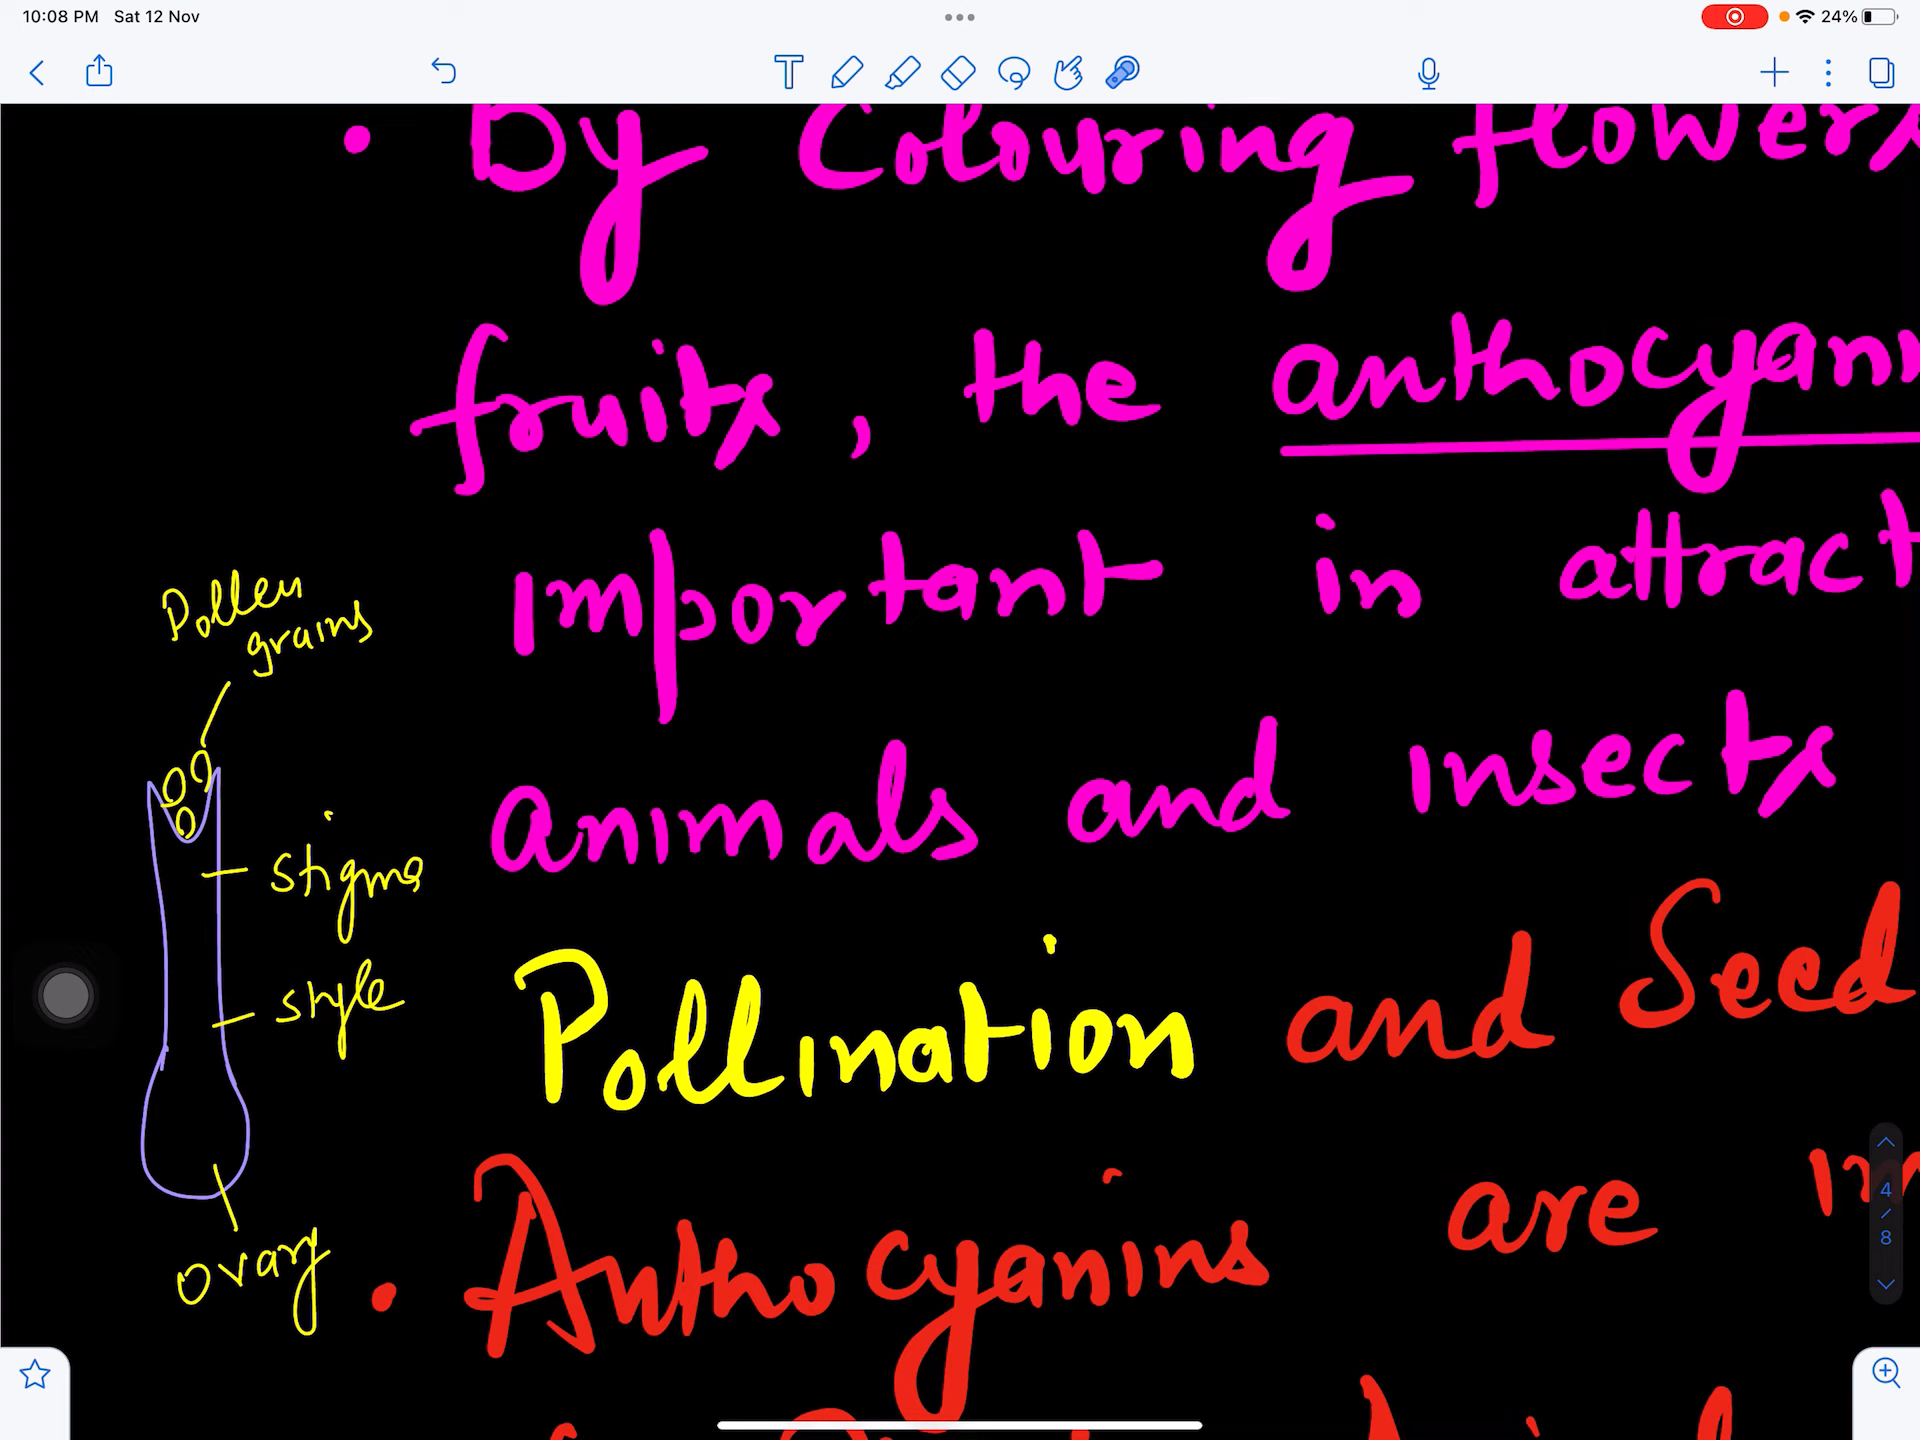 10:08 PM Sat 12 Nov
24%
• By Colouring flowers
fruits, the anthocyan
important in attract
animals and insects
Pollination and Seed
• Anthocyanins are
Pollen
grains
stigma
style
ovary
4
/
8